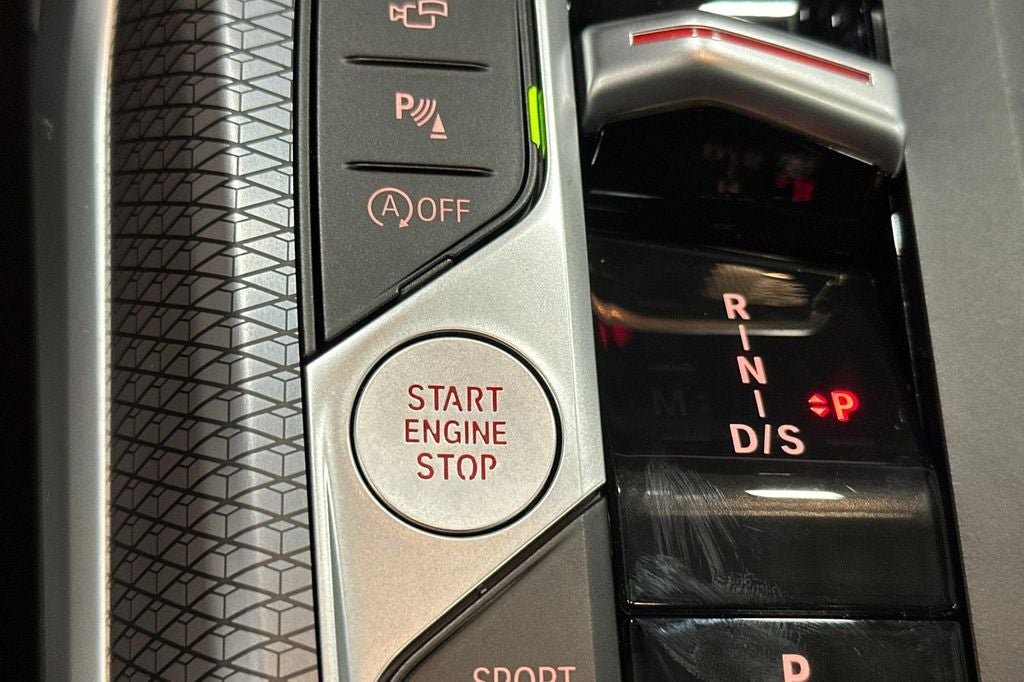 P
A OFF
START
ENGINE
STOP
R
N
D/S
P
M
P
SPORT